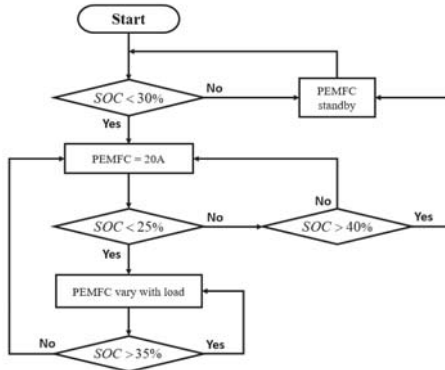 Start
SOC < 30%
No
PEMFC
standby
Yes
PEMFC = 20A
No
SOC < 25%
No
SOC > 40%
Yes
Yes
PEMFC vary with load
No
SOC > 35%
Yes